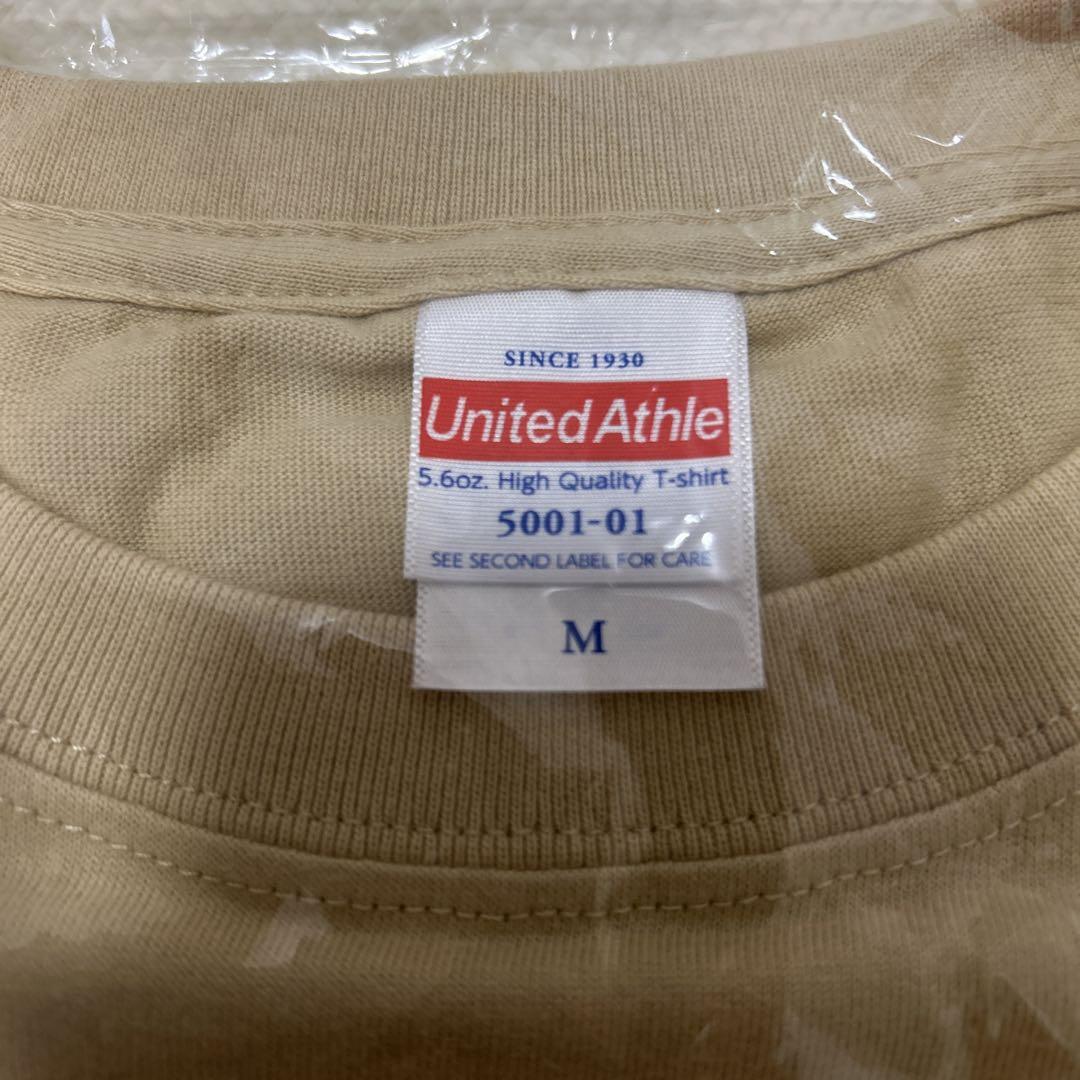 SINCE 1930
United Athle
5.6oz. High Quality T-shirt
5001-01
SEE SECOND LABEL FOR CARE
M